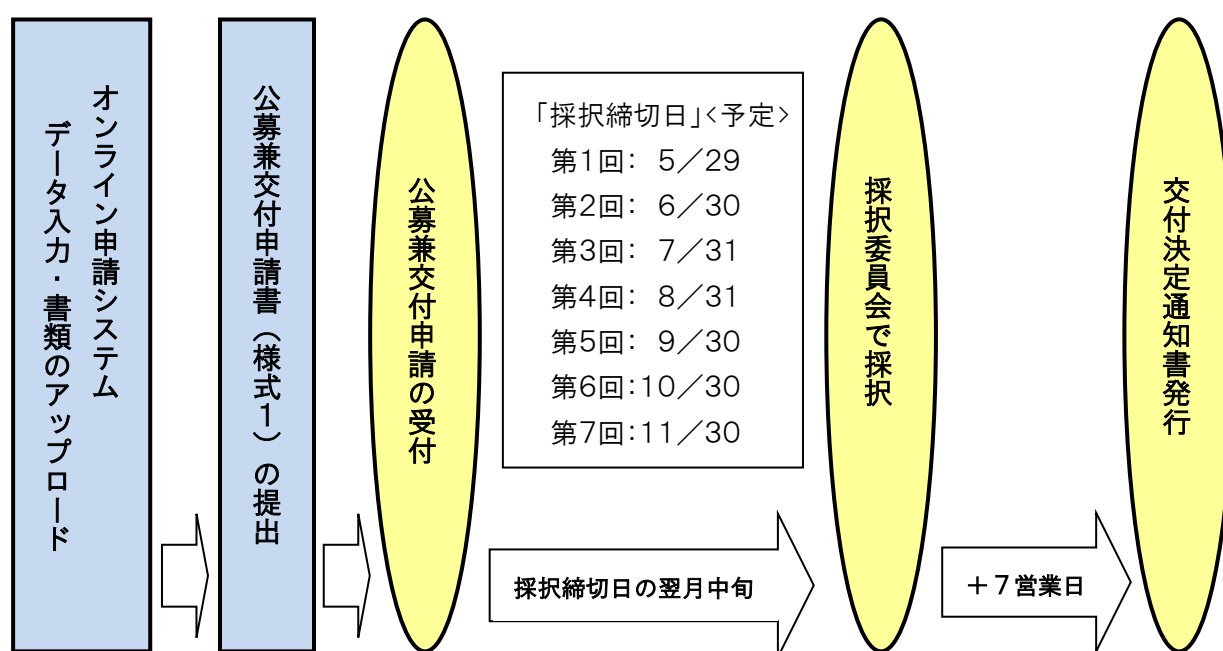 オンライン申請システム
データ入力・書類のアップロード
公募兼交付申請書（様式１）の提出
公募兼交付申請の受付
「採択締切日」<予定>
第1回： 5／29
第2回： 6／30
第3回： 7／31
第4回： 8／31
第5回： 9／30
第6回：10／30
第7回：11／30
採択締切日の翌月中旬
採択委員会で採択
＋７営業日
交付決定通知書発行